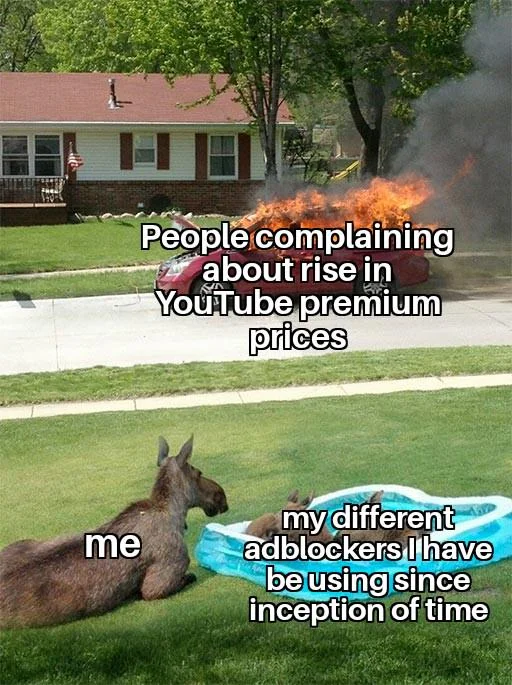 People complaining
about rise in
YouTube premium
prices
me
my different
adblockers I have
be using since
inception of time